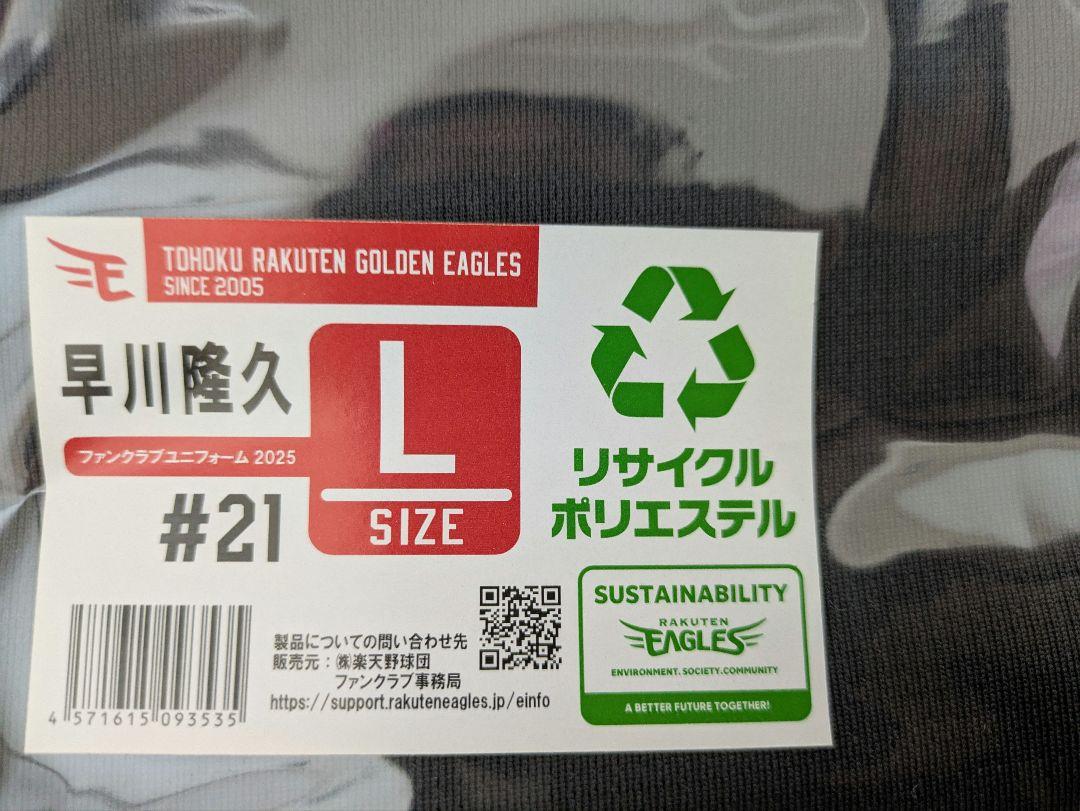 TOHOKU RAKUTEN GOLDEN EAGLES
SINCE 2005
早川隆久
ファンクラブユニフォーム 2025
#21
L
SIZE
リサイクル
ポリエステル
SUSTAINABILITY
RAKUTEN
EAGLES
ENVIRONMENT. SOCIETY. COMMUNITY
A BETTER FUTURE TOGETHER!
製品についての問い合わせ先
販売元：㈱楽天野球団
ファンクラブ事務局
https://support.rakuteneagles.jp/einfo
4 571615 093535